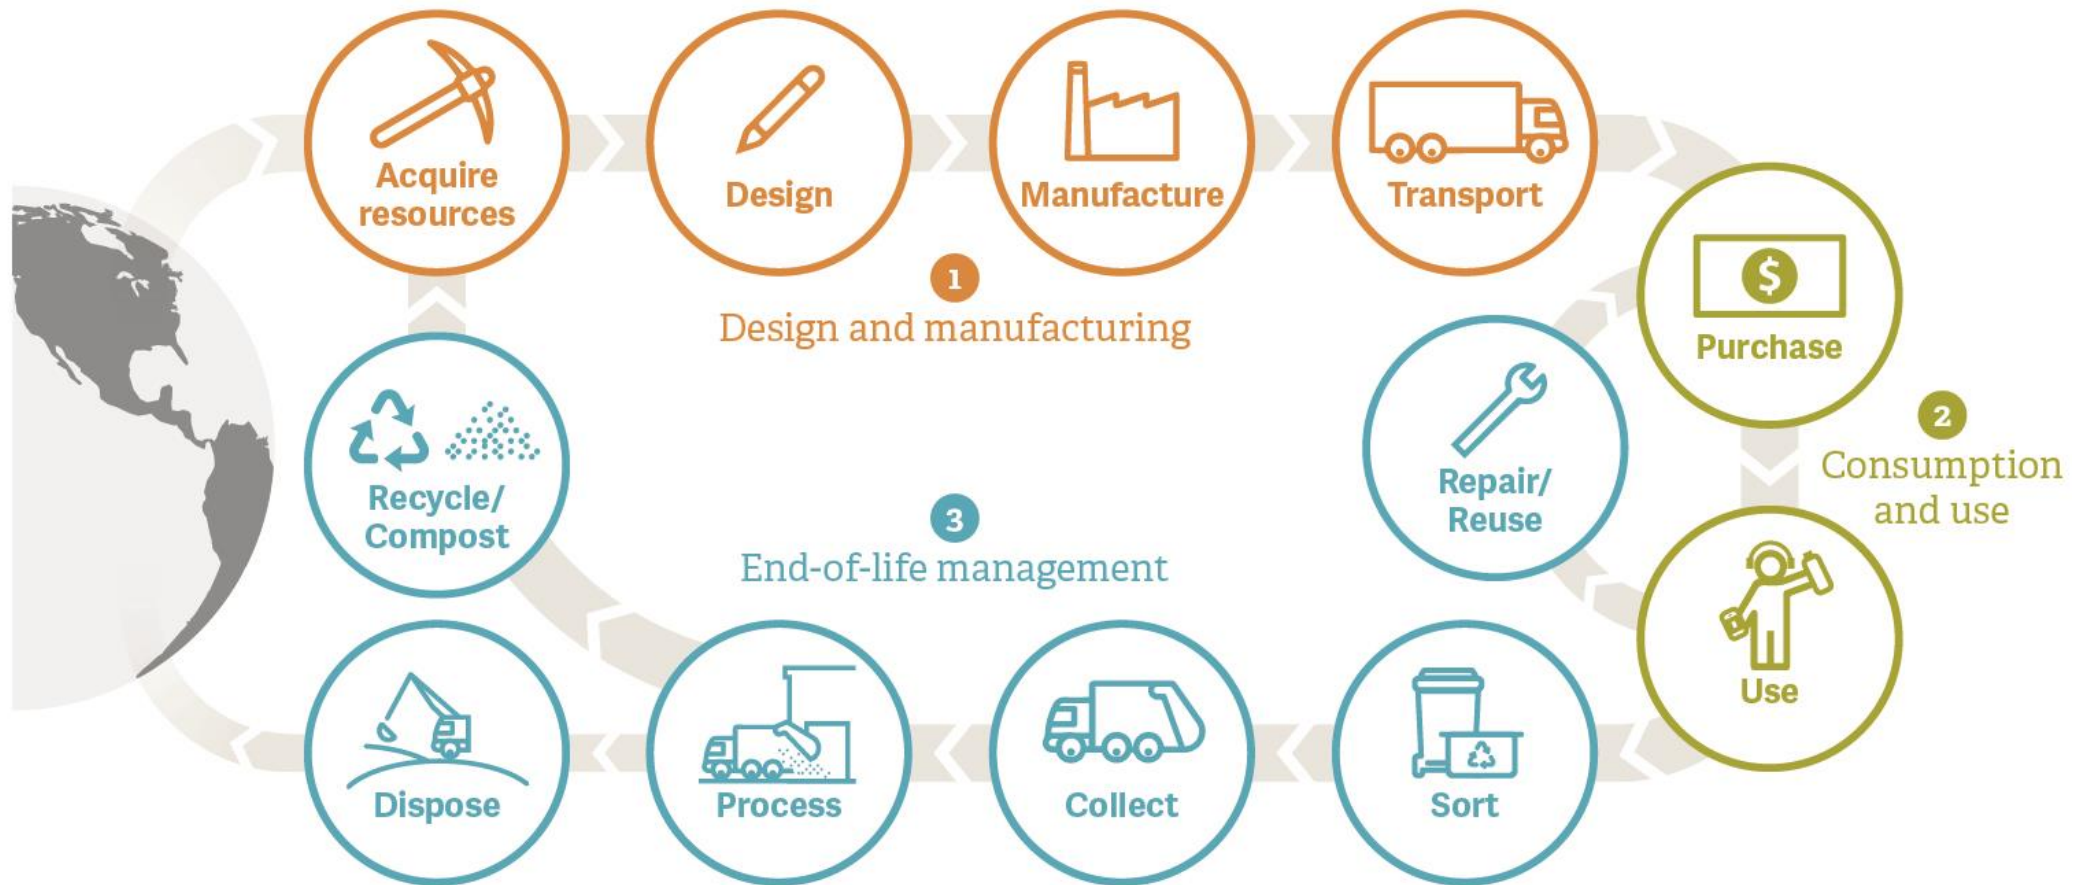 Acquire
resources
Design
Manufacture
Transport
1
Design and manufacturing
$
Purchase
2
Consumption
and use
Repair/
Reuse
Use
Recycle/
Compost
3
End-of-life management
Dispose
Process
Collect
Sort